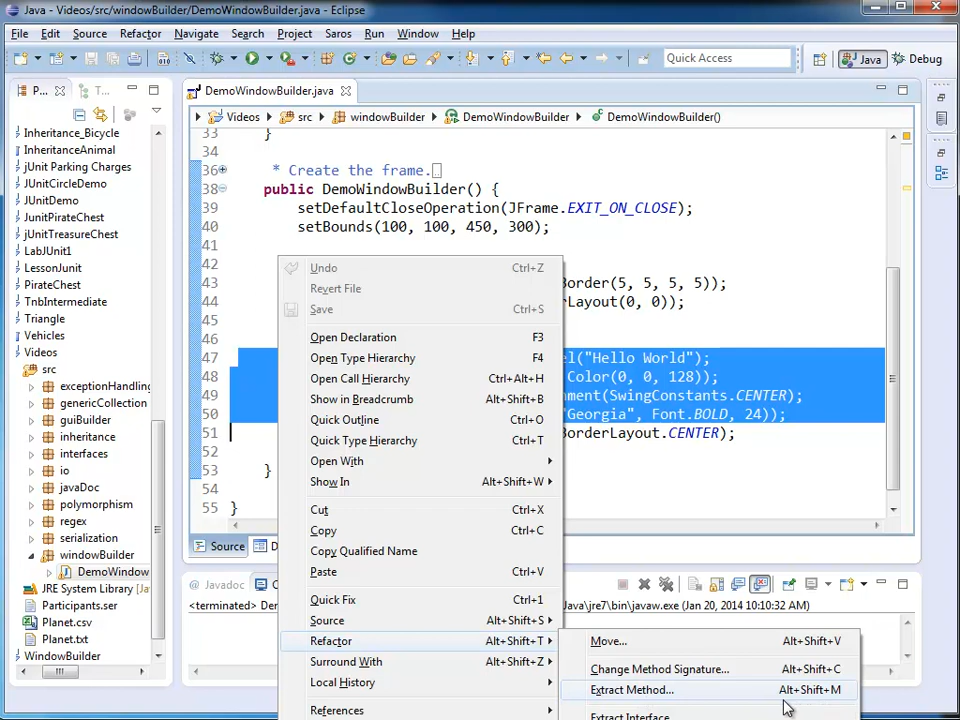 Java - Videos/src/windowBuilder/DemoWindowBuilder.java - Eclipse
File Edit Source Refactor Navigate Search Project Saros Run Window Help
Quick Access Java Debug
P... T...
DemoWindowBuilder.java
Videos src windowBuilder DemoWindowBuilder DemoWindowBuilder()
Inheritance_Bicycle
InheritanceAnimal
jUnit Parking Charges
JUnitCircleDemo
JUnitDemo
JunitPirateChest
jUnitTreasureChest
LabJUnit1
LessonJunit
PirateChest
TnbIntermediate
Triangle
Vehicles
Videos
src
exceptionHandling
genericCollection
guiBuilder
inheritance
interfaces
io
javaDoc
polymorphism
regex
serialization
windowBuilder
DemoWindow
JRE System Library [Ja
Participants.ser
Planet.csv
Planet.txt
WindowBuilder
33 }
34
36 * Create the frame.
38 public DemoWindowBuilder() {
39 setDefaultCloseOperation(JFrame.EXIT_ON_CLOSE);
40 setBounds(100, 100, 450, 300);
41
42
43 Border(5, 5, 5, 5));
44 rLayout(0, 0));
45
46
47 el("Hello World");
48 Color(0, 0, 128));
49 ment(SwingConstants.CENTER);
50 "Georgia", Font.BOLD, 24));
51 BorderLayout.CENTER);
52
53 }
54
55 }
Source D
Undo Ctrl+Z
Revert File
Save Ctrl+S
Open Declaration F3
Open Type Hierarchy F4
Open Call Hierarchy Ctrl+Alt+H
Show in Breadcrumb Alt+Shift+B
Quick Outline Ctrl+O
Quick Type Hierarchy Ctrl+T
Open With
Show In Alt+Shift+W
Cut Ctrl+X
Copy Ctrl+C
Copy Qualified Name
Paste Ctrl+V
Quick Fix Ctrl+1
Source Alt+Shift+S
Refactor Alt+Shift+T
Surround With Alt+Shift+Z
Local History
References
Move... Alt+Shift+V
Change Method Signature... Alt+Shift+C
Extract Method... Alt+Shift+M
Extract Interface
Javadoc Co
<terminated> De
Java\jre7\bin\javaw.exe (Jan 20, 2014 10:10:32 AM)